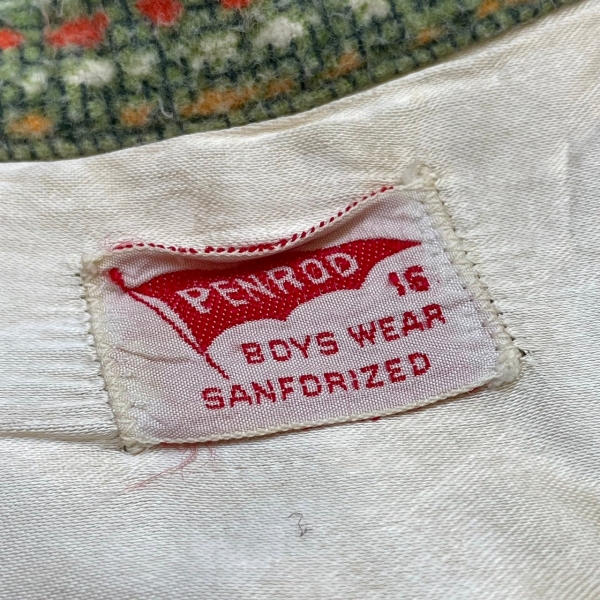 PENROD
16
BOYS WEAR
SANFORIZED